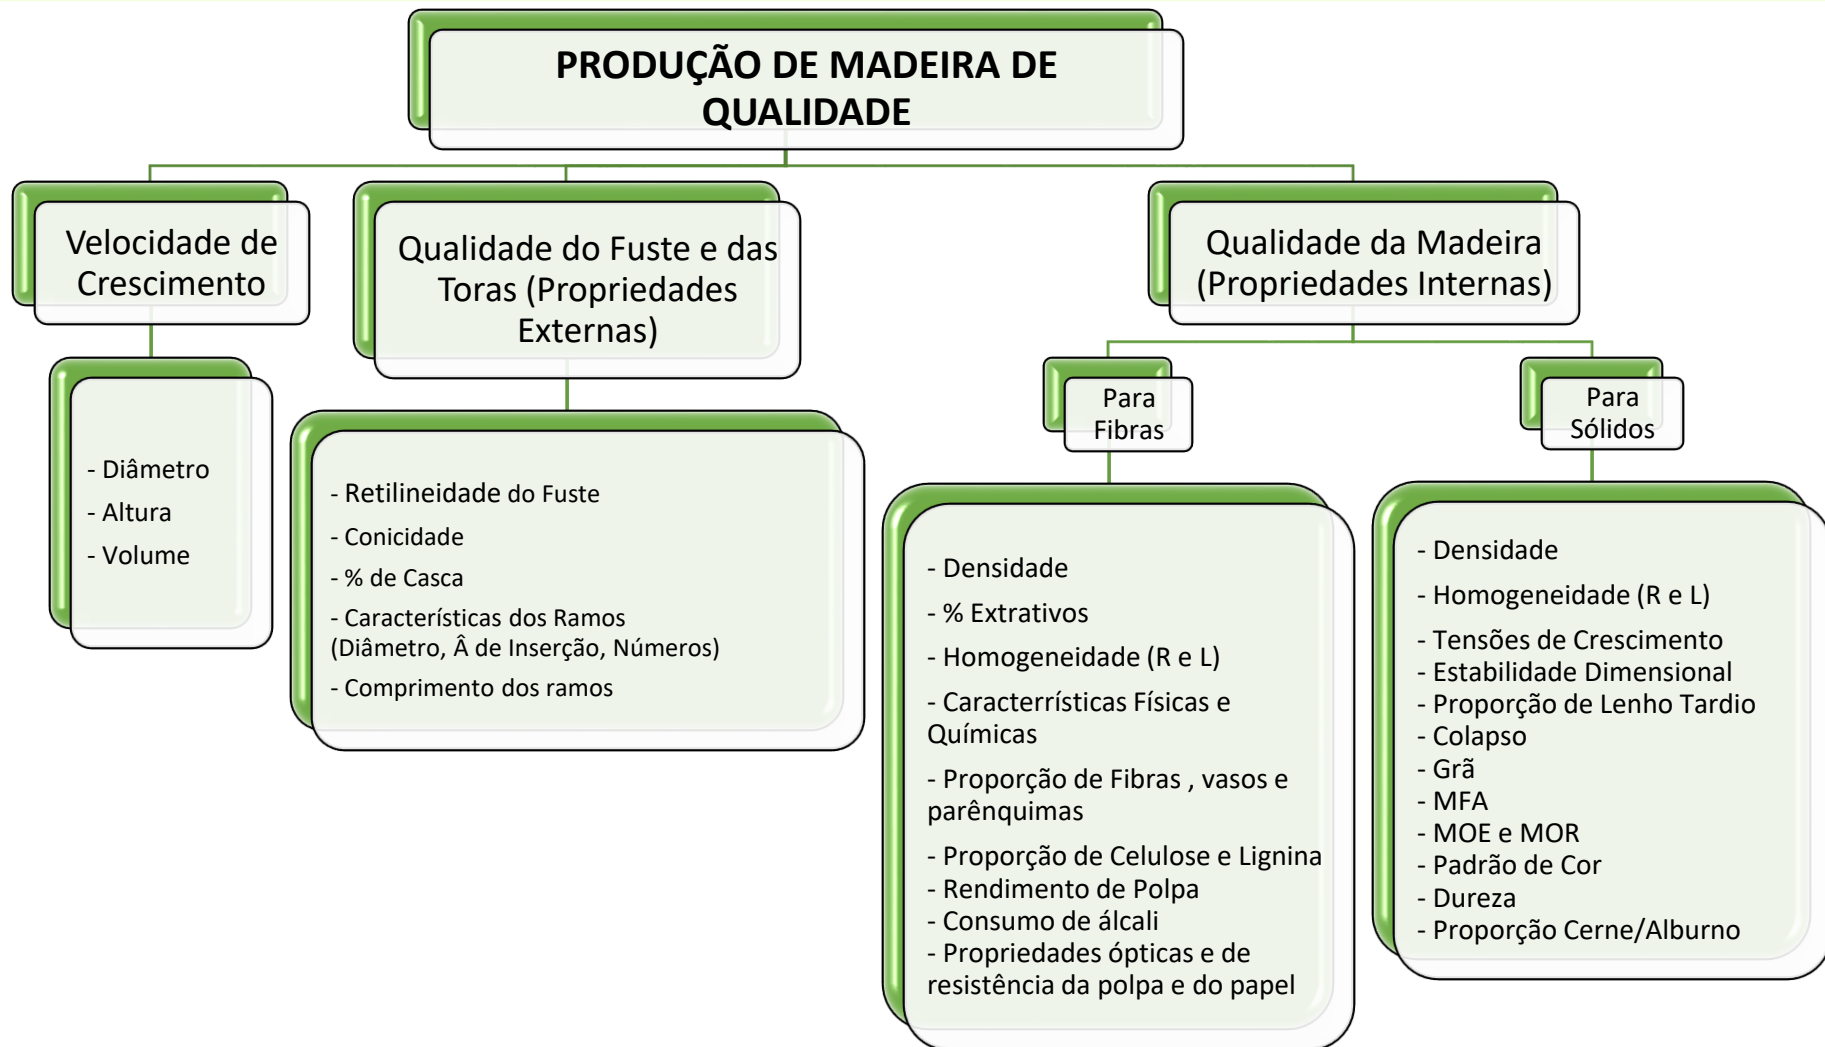 PRODUÇÃO DE MADEIRA DE
QUALIDADE
Velocidade de
Crescimento
- Diâmetro
- Altura
- Volume
Qualidade do Fuste e das
Toras (Propriedades
Externas)
- Retilineidade do Fuste
- Conicidade
- % de Casca
- Características dos Ramos
(Diâmetro, Â de Inserção, Números)
- Comprimento dos ramos
Qualidade da Madeira
(Propriedades Internas)
Para
Fibras
- Densidade
- % Extrativos
- Homogeneidade (R e L)
- Caracterrísticas Físicas e
Químicas
- Proporção de Fibras , vasos e
parênquimas
- Proporção de Celulose e Lignina
- Rendimento de Polpa
- Consumo de álcali
- Propriedades ópticas e de
resistência da polpa e do papel
Para
Sólidos
- Densidade
- Homogeneidade (R e L)
- Tensões de Crescimento
- Estabilidade Dimensional
- Proporção de Lenho Tardio
- Colapso
- Grã
- MFA
- MOE e MOR
- Padrão de Cor
- Dureza
- Proporção Cerne/Alburno